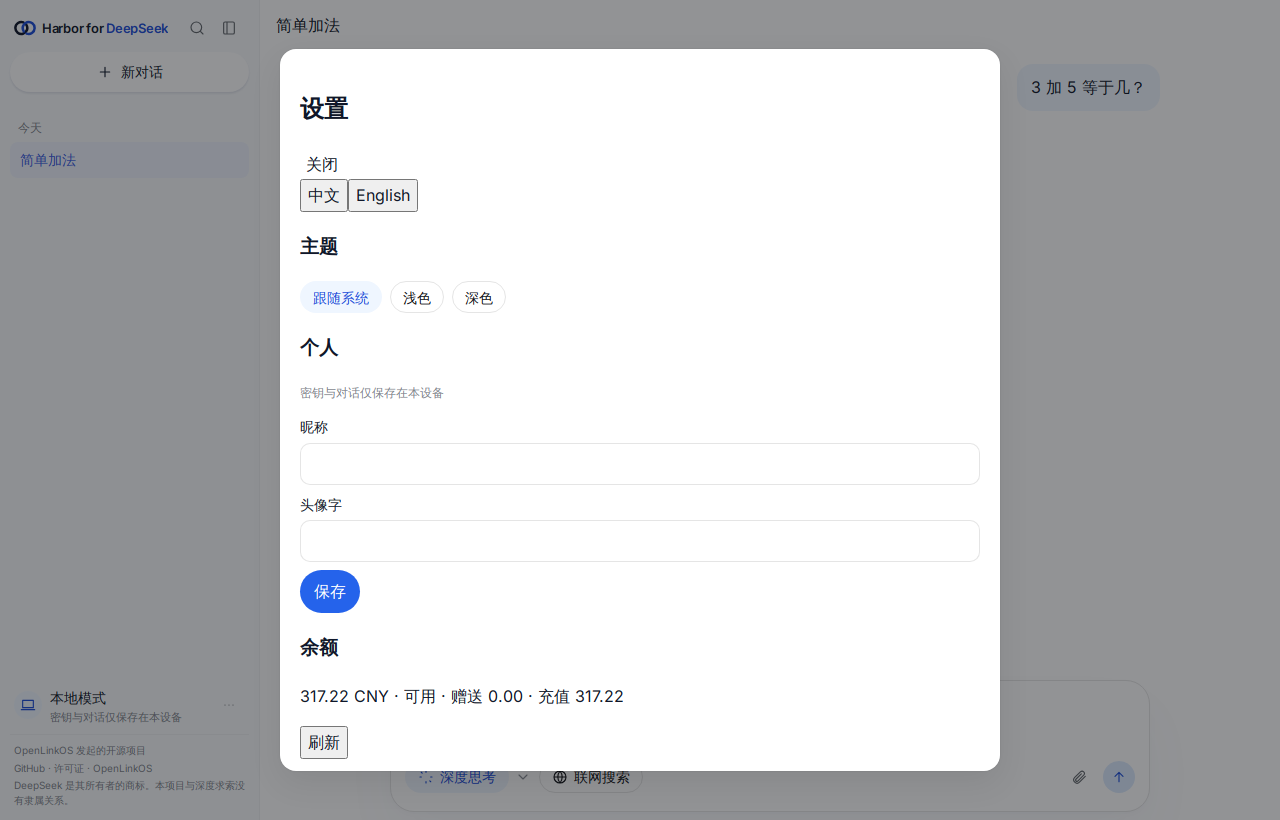 Harbor for DeepSeek
新对话
今天
简单加法
本地模式
密钥与对话仅保存在本设备
OpenLinkOS 发起的开源项目
GitHub · 许可证 · OpenLinkOS
DeepSeek 是其所有者的商标。本项目与深度求索没
有隶属关系。
简单加法
3 加 5 等于几？
设置
关闭
中文 English
主题
跟随系统 浅色 深色
个人
密钥与对话仅保存在本设备
昵称
头像字
保存
余额
317.22 CNY · 可用 · 赠送 0.00 · 充值 317.22
刷新
深度思考 联网搜索